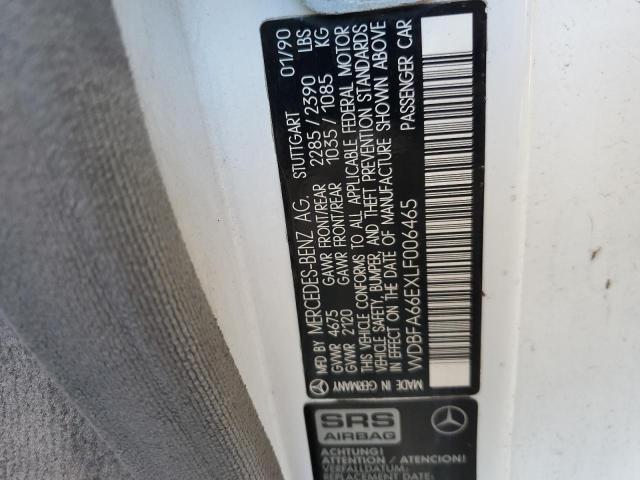 MADE IN GERMANY
BY MERCEDES-BENZ AG. STUTTGART 01/90
GVWR 4675 GAWR FRONT/REAR 2285/2390 LBS
GVWR 2120 GAWR FRONT/REAR 1035/1085 KG
THIS VEHICLE CONFORMS TO ALL APPLICABLE FEDERAL MOTOR
VEHICLE SAFETY, BUMPER, AND THEFT PREVENTION STANDARDS
IN EFFECT ON THE DATE OF MANUFACTURE SHOWN ABOVE
WDBFA66EXLF006465 PASSENGER CAR
SRS
AIRBAG
ACHTUNG!
ATTENTION / ATENCION!
VERFALLDATUM:
REPLACEMENT DATE: